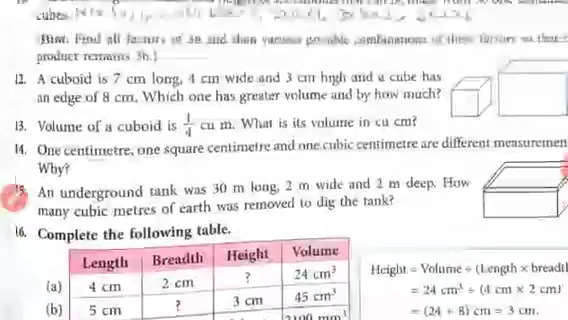 cubes.
[Hint: Find all factors of 36 and then various possible combinations of these factors so that
product remains 36.]
12. A cuboid is 7 cm long, 4 cm wide and 3 cm high and a cube has
an edge of 8 cm. Which one has greater volume and by how much?
13. Volume of a cuboid is 1/4 cu m. What is its volume in cu cm?
14. One centimetre, one square centimetre and one cubic centimetre are different measuremen
Why?
15. An underground tank was 30 m long, 2 m wide and 2 m deep. How
many cubic metres of earth was removed to dig the tank?
16. Complete the following table.
Length Breadth Height Volume
(a) 4 cm 2 cm ? 24 cm³
(b) 5 cm ? 3 cm 45 cm³
2100 mm³
Height = Volume ÷ (Length × breadt
= 24 cm³ ÷ (4 cm × 2 cm)
= (24 ÷ 8) cm = 3 cm.